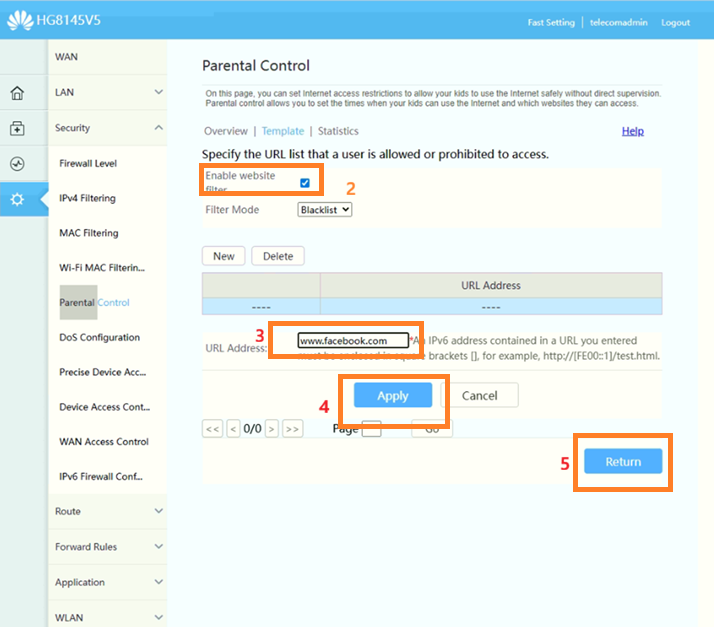 HG8145V5
Fast Setting | telecomadmin Logout
WAN
LAN
Security
Firewall Level
IPv4 Filtering
MAC Filtering
Wi-Fi MAC Filterin...
Parental Control
DoS Configuration
Precise Device Acc...
Device Access Cont...
WAN Access Control
IPv6 Firewall Conf...
Route
Forward Rules
Application
WLAN
Parental Control
On this page, you can set Internet access restrictions to allow your kids to use the Internet safely without direct supervision.
Parental control allows you to set the times when your kids can use the Internet and which websites they can access.
Overview | Template | Statistics
Help
Specify the URL list that a user is allowed or prohibited to access.
Enable website
filter
2
Filter Mode Blacklist
New Delete
URL Address
---- ----
3
URL Address: www.facebook.com *An IPv6 address contained in a URL you entered
must be enclosed in square brackets [], for example, http://[FE00::1]/test.html.
4
Apply Cancel
<< < 0/0 > >> Page Go
5
Return